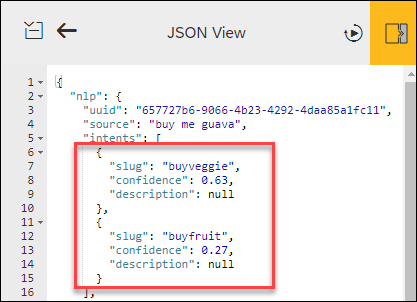 JSON View
1 {
2 "nlp": {
3 "uuid": "657727b6-9066-4b23-4292-4daa85a1fc11",
4 "source": "buy me guava",
5 "intents": [
6 {
7 "slug": "buyveggie",
8 "confidence": 0.63,
9 "description": null
10 },
11 {
12 "slug": "buyfruit",
13 "confidence": 0.27,
14 "description": null
15 }
16 ],